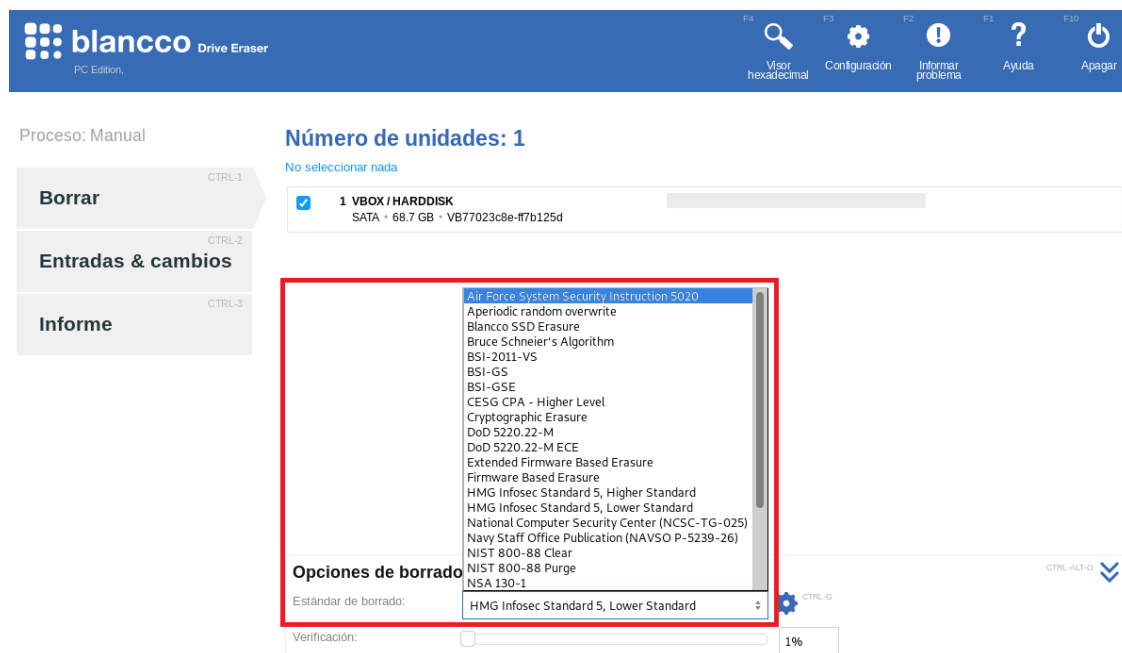 F4 F3 F2 F1 F10
blancco Drive Eraser
PC Edition,
Visor
hexadecimal
Configuración
Informar
problema
Ayuda
Apagar
Proceso: Manual
CTRL-1
Borrar
CTRL-2
Entradas & cambios
CTRL-3
Informe
Número de unidades: 1
No seleccionar nada
1 VBOX / HARDDISK
SATA • 68.7 GB • VB77023c8e-ff7b125d
Air Force System Security Instruction 5020
Aperiodic random overwrite
Blancco SSD Erasure
Bruce Schneier's Algorithm
BSI-2011-VS
BSI-GS
BSI-GSE
CESG CPA - Higher Level
Cryptographic Erasure
DoD 5220.22-M
DoD 5220.22-M ECE
Extended Firmware Based Erasure
Firmware Based Erasure
HMG Infosec Standard 5, Higher Standard
HMG Infosec Standard 5, Lower Standard
National Computer Security Center (NCSC-TG-025)
Navy Staff Office Publication (NAVSO P-5239-26)
NIST 800-88 Clear
NIST 800-88 Purge
NSA 130-1
Opciones de borrado
CTRL-ALT-O
Estándar de borrado:
HMG Infosec Standard 5, Lower Standard
CTRL-G
Verificación:
1%